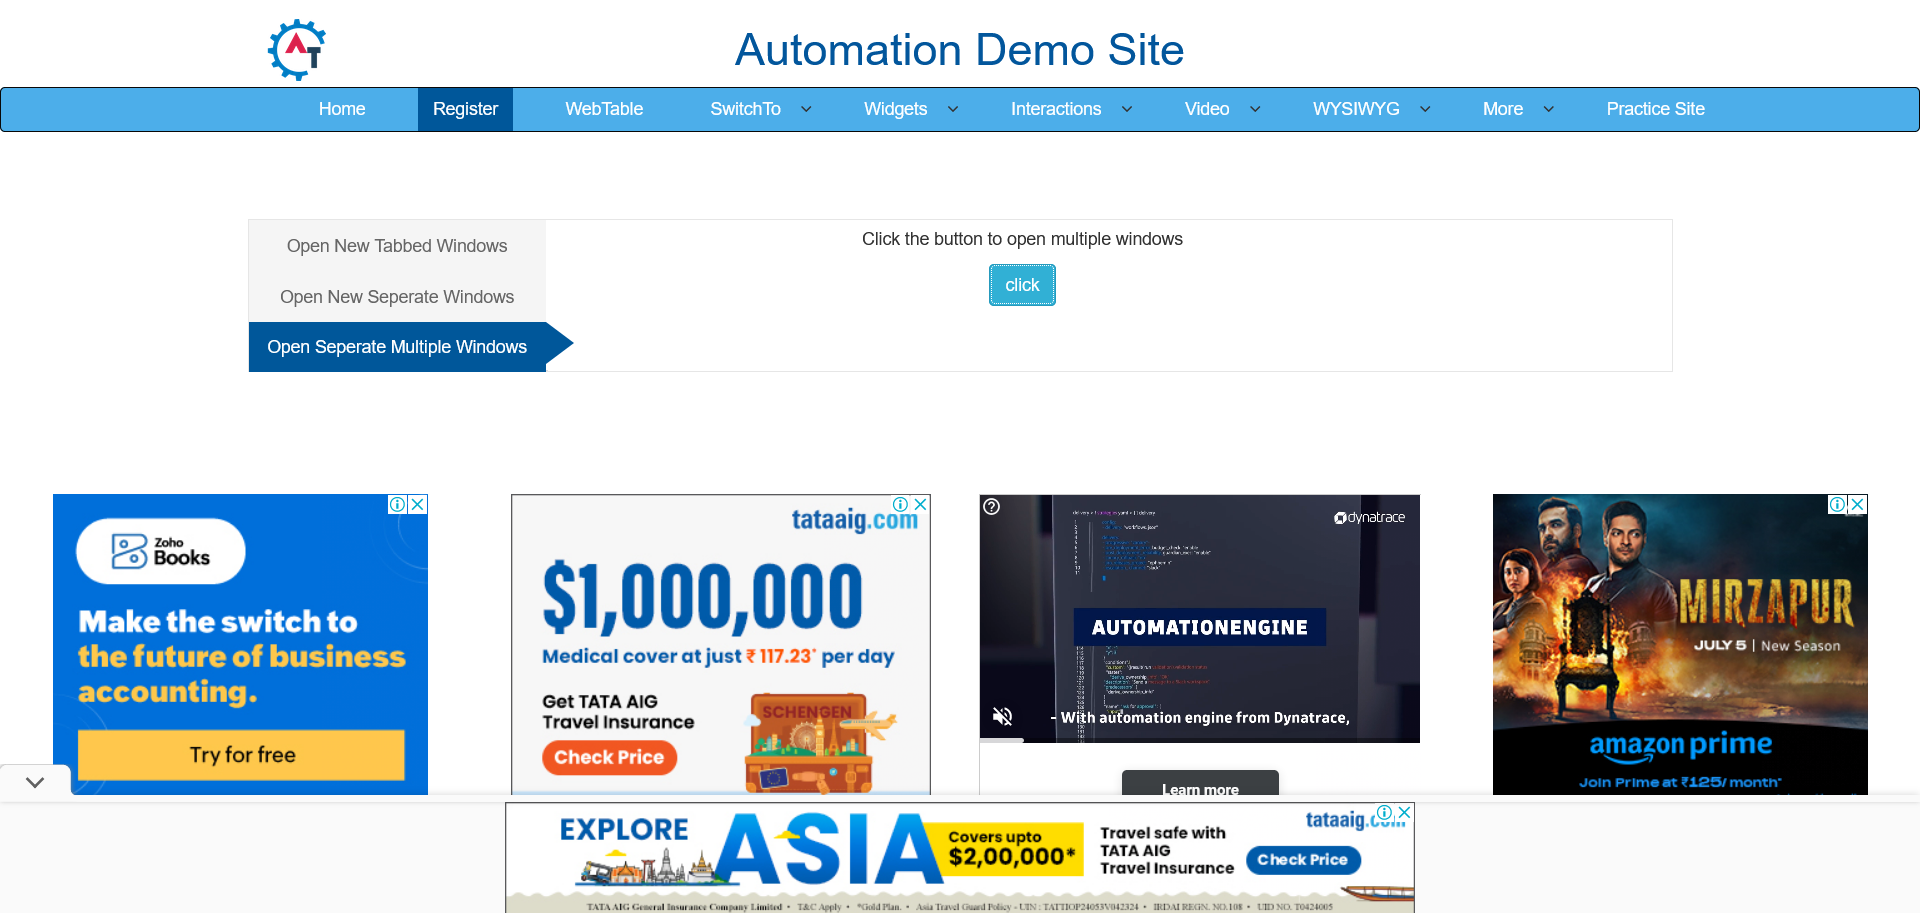 AT
Automation Demo Site
Home
Register
WebTable
SwitchTo
Widgets
Interactions
Video
WYSIWYG
More
Practice Site
Open New Tabbed Windows
Open New Seperate Windows
Open Seperate Multiple Windows
Click the button to open multiple windows
click
Zoho
Books
Make the switch to
the future of business
accounting.
Try for free
tataaig.com
$1,000,000
Medical cover at just ₹ 117.23* per day
Get TATA AIG
Travel Insurance
Check Price
SCHENGEN
dynatrace
AUTOMATIONENGINE
- With automation engine from Dynatrace,
Learn more
MIRZAPUR
JULY 5 | New Season
amazon prime
Join Prime at ₹125/ month*
EXPLORE
ASIA
Covers upto
$2,00,000*
Travel safe with
TATA AIG
Travel Insurance
tataaig.com
Check Price
TATA AIG General Insurance Company Limited • T&C Apply • *Gold Plan. • Asia Travel Guard Policy - UIN : TATTIOP24053V042324 • IRDAI REGN. NO.108 • UID NO. T0424005